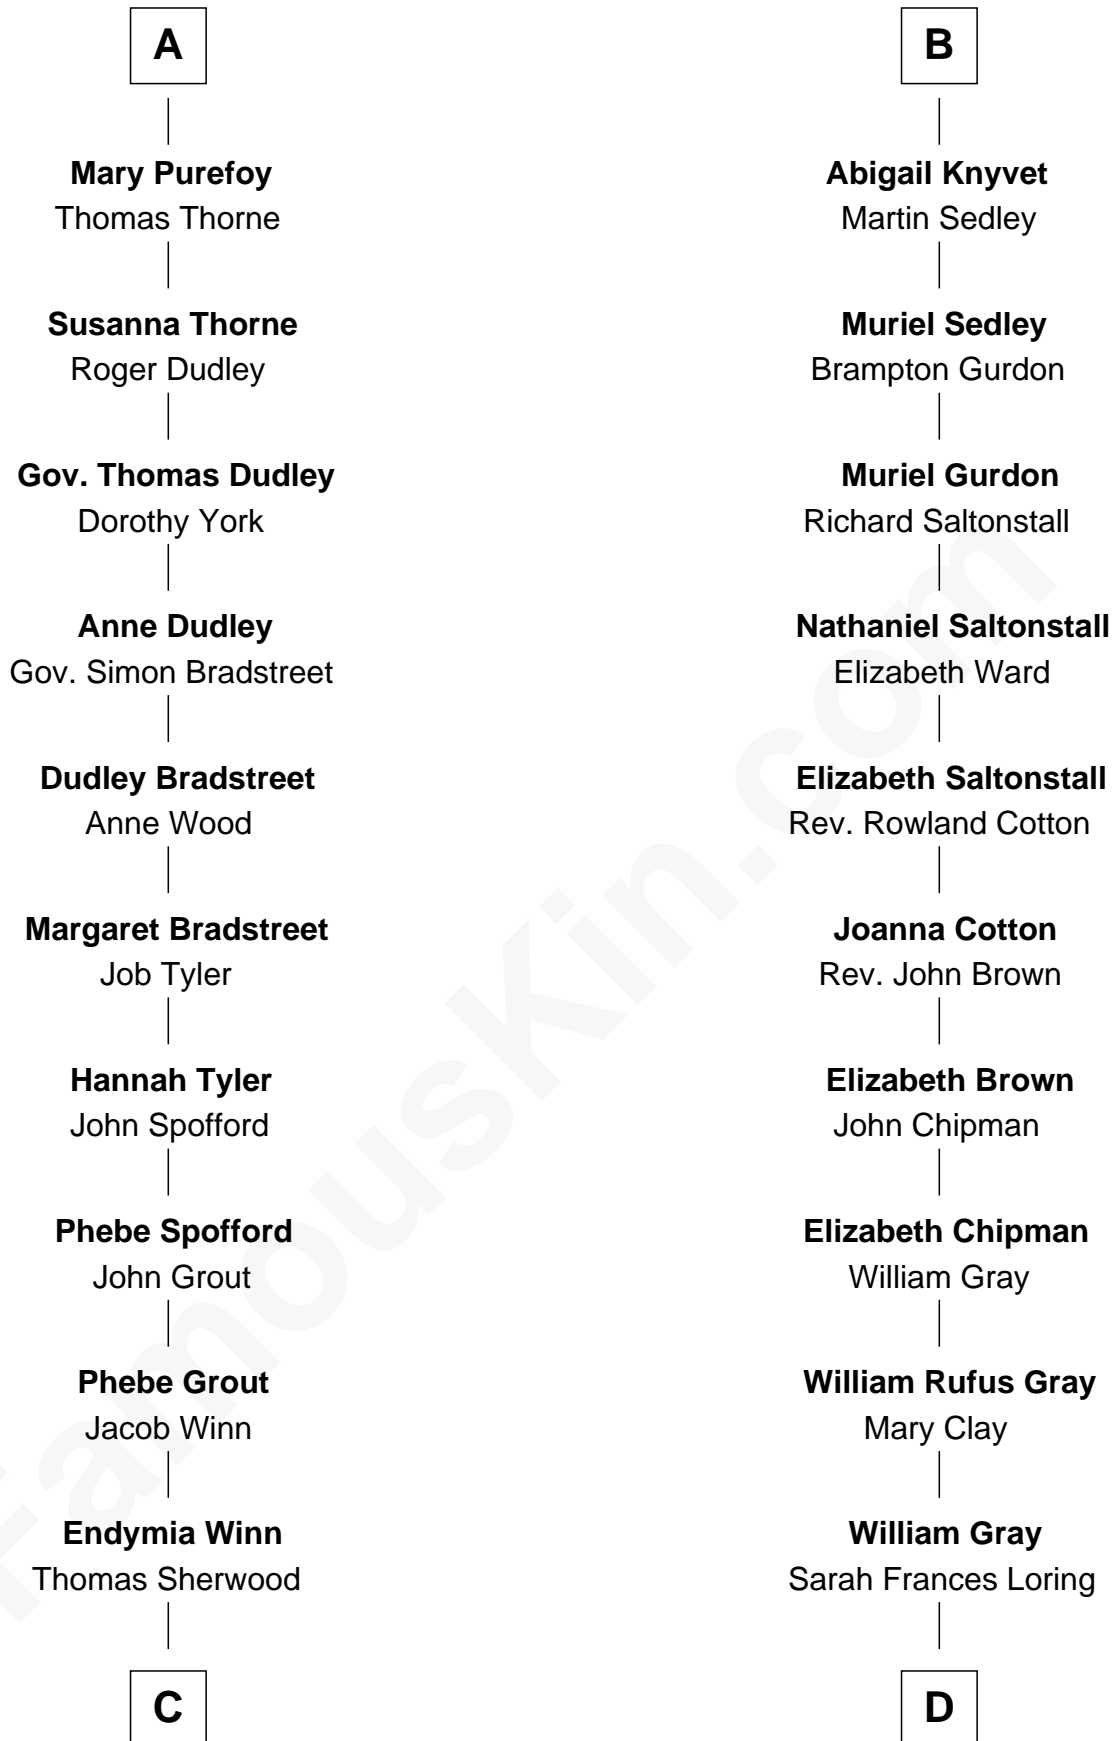 A
Mary Purefoy
Thomas Thorne
Susanna Thorne
Roger Dudley
Gov. Thomas Dudley
Dorothy York
Anne Dudley
Gov. Simon Bradstreet
Dudley Bradstreet
Anne Wood
Margaret Bradstreet
Job Tyler
Hannah Tyler
John Spofford
Phebe Spofford
John Grout
Phebe Grout
Jacob Winn
Endymia Winn
Thomas Sherwood
C
B
Abigail Knyvet
Martin Sedley
Muriel Sedley
Brampton Gurdon
Muriel Gurdon
Richard Saltonstall
Nathaniel Saltonstall
Elizabeth Ward
Elizabeth Saltonstall
Rev. Rowland Cotton
Joanna Cotton
Rev. John Brown
Elizabeth Brown
John Chipman
Elizabeth Chipman
William Gray
William Rufus Gray
Mary Clay
William Gray
Sarah Frances Loring
D
FamousKin.com